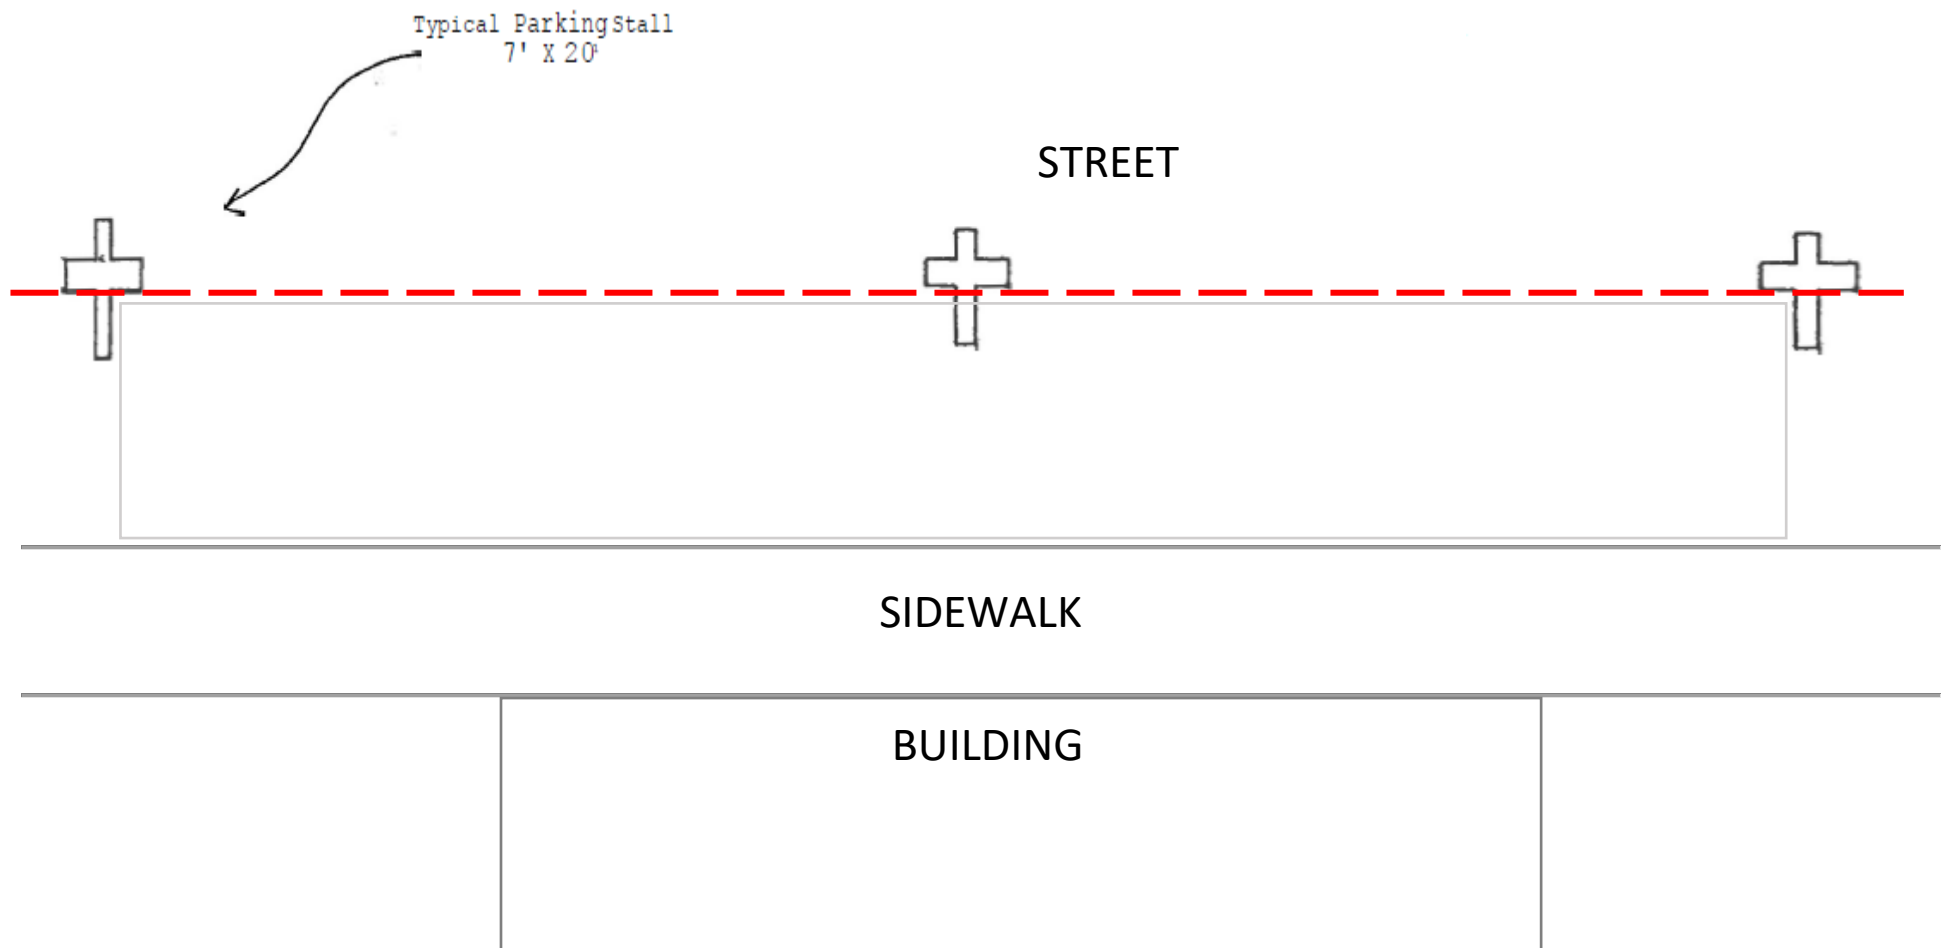 Typical Parking Stall
7' X 20'
STREET
SIDEWALK
BUILDING